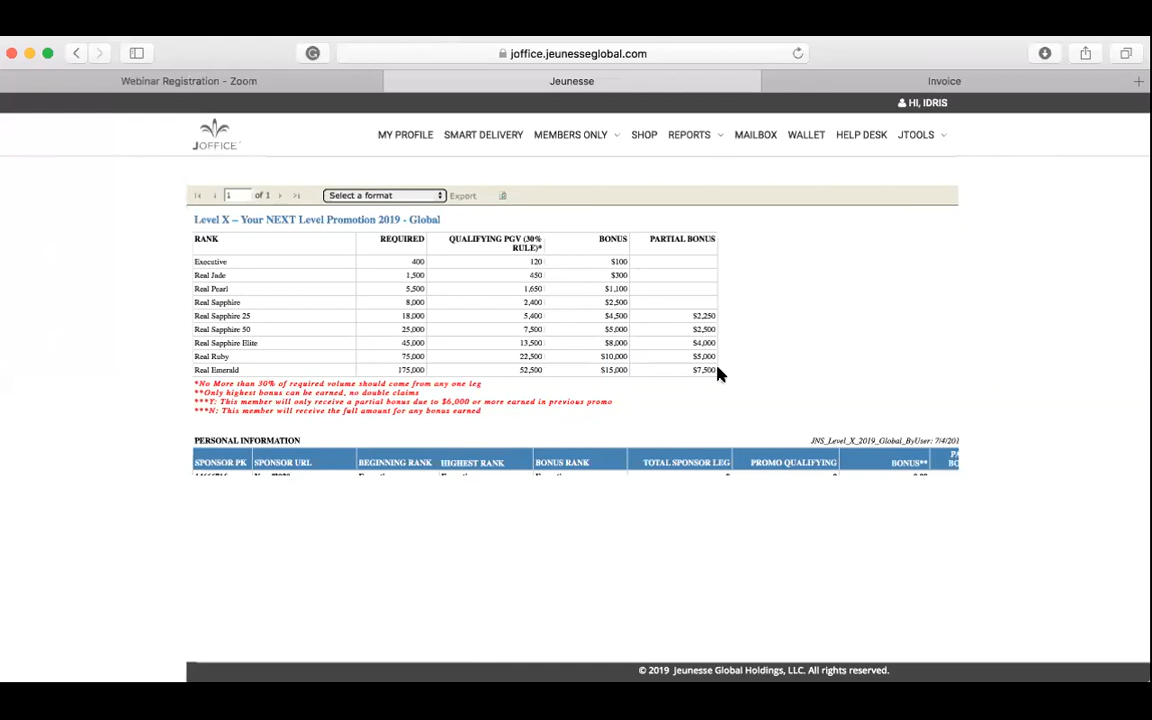 joffice.jeunesseglobal.com
Webinar Registration - Zoom Jeunesse Invoice
HI, IDRIS
JOFFICE
MY PROFILE SMART DELIVERY MEMBERS ONLY SHOP REPORTS MAILBOX WALLET HELP DESK JTOOLS
1 of 1 Select a format Export
Level X – Your NEXT Level Promotion 2019 - Global
RANK REQUIRED QUALIFYING PGV (30% RULE)* BONUS PARTIAL BONUS
Executive 400 120 $100
Real Jade 1,500 450 $300
Real Pearl 5,500 1,650 $1,100
Real Sapphire 8,000 2,400 $2,500
Real Sapphire 25 18,000 5,400 $4,500 $2,250
Real Sapphire 50 25,000 7,500 $5,000 $2,500
Real Sapphire Elite 45,000 13,500 $8,000 $4,000
Real Ruby 75,000 22,500 $10,000 $5,000
Real Emerald 175,000 52,500 $15,000 $7,500
*No More than 30% of required volume should come from any one leg
**Only highest bonus can be earned, no double claims
***Y: This member will only receive a partial bonus due to $6,000 or more earned in previous promo
***N: This member will receive the full amount for any bonus earned
PERSONAL INFORMATION JNS_Level_X_2019_Global_ByUser: 7/4/201
SPONSOR PK SPONSOR URL BEGINNING RANK HIGHEST RANK BONUS RANK TOTAL SPONSOR LEG PROMO QUALIFYING BONUS** PA
BO
© 2019 Jeunesse Global Holdings, LLC. All rights reserved.